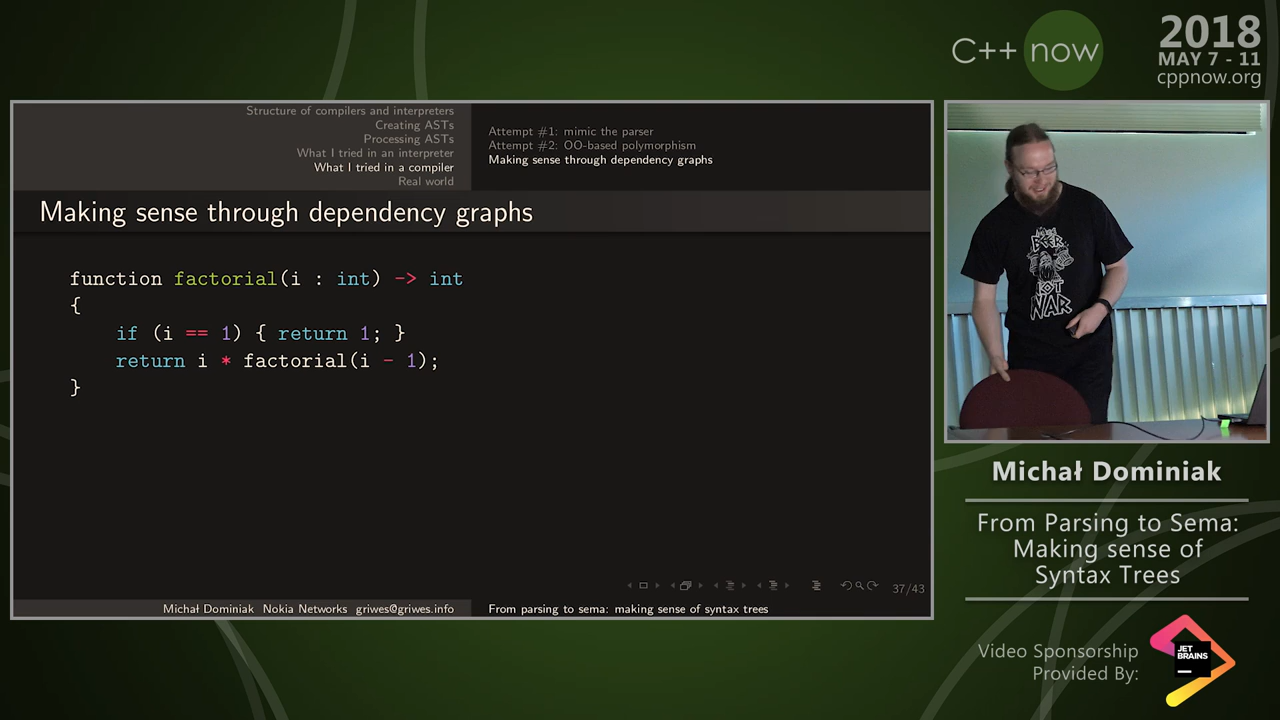 C++ now
2018
MAY 7 - 11
cppnow.org
Structure of compilers and interpreters
Creating ASTs
Processing ASTs
What I tried in an interpreter
What I tried in a compiler
Real world
Attempt #1: mimic the parser
Attempt #2: OO-based polymorphism
Making sense through dependency graphs
Making sense through dependency graphs
function factorial(i : int) -> int
{
    if (i == 1) { return 1; }
    return i * factorial(i - 1);
}
37/43
Michał Dominiak Nokia Networks griwes@griwes.info
From parsing to sema: making sense of syntax trees
BEER
NOT
WAR
Michał Dominiak
From Parsing to Sema:
Making sense of
Syntax Trees
Video Sponsorship
Provided By:
JET
BRAINS